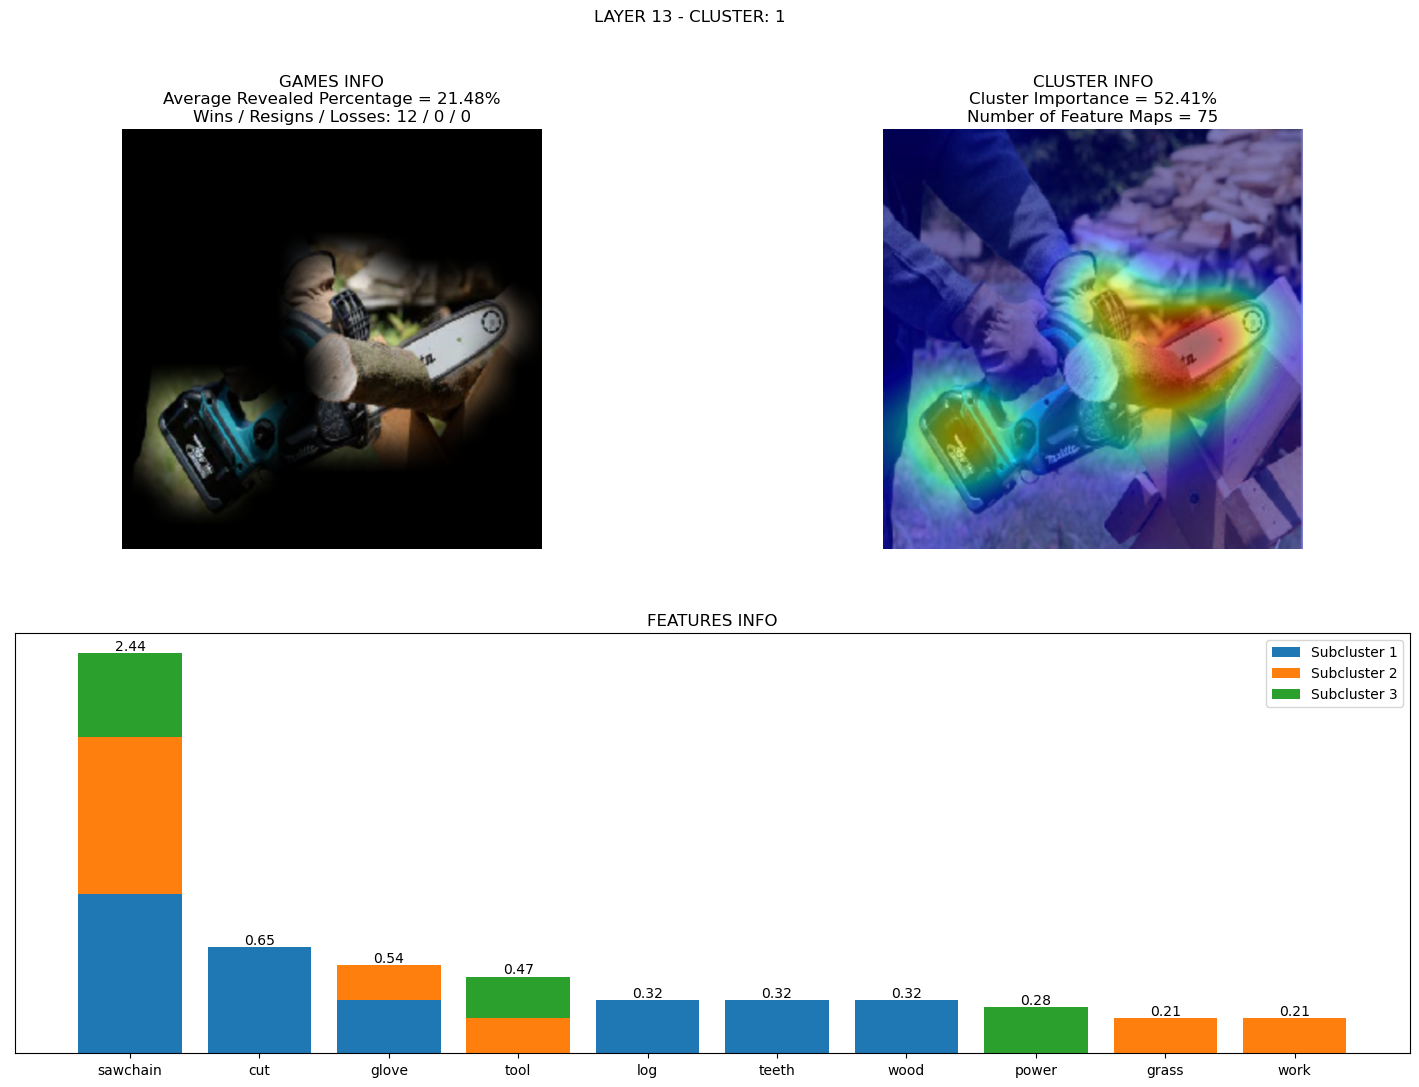 LAYER 13 - CLUSTER: 1
GAMES INFO
Average Revealed Percentage = 21.48%
Wins / Resigns / Losses: 12 / 0 / 0
CLUSTER INFO
Cluster Importance = 52.41%
Number of Feature Maps = 75
Makita
FEATURES INFO
2.44
0.65
0.54
0.47
0.32
0.32
0.32
0.28
0.21
0.21
Subcluster 1
Subcluster 2
Subcluster 3
sawchain
cut
glove
tool
log
teeth
wood
power
grass
work